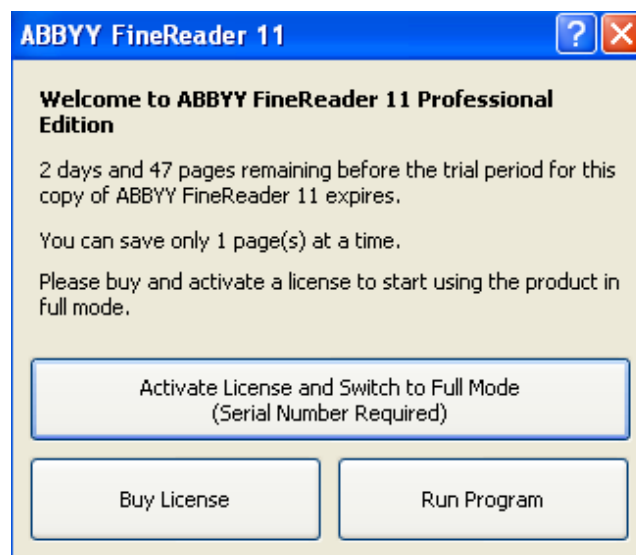 ABBYY FineReader 11
Welcome to ABBYY FineReader 11 Professional
Edition
2 days and 47 pages remaining before the trial period for this
copy of ABBYY FineReader 11 expires.
You can save only 1 page(s) at a time.
Please buy and activate a license to start using the product in
full mode.
Activate License and Switch to Full Mode
(Serial Number Required)
Buy License
Run Program